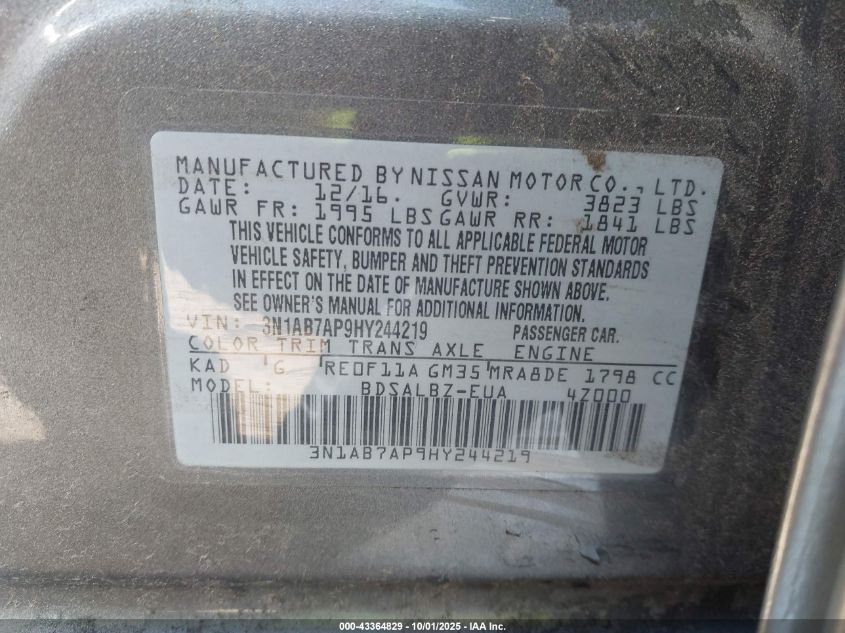 MANUFACTURED BY NISSAN MOTOR CO., LTD.
DATE: 12/16. GVWR: 3823 LBS
GAWR FR: 1995 LBS GAWR RR: 1841 LBS
THIS VEHICLE CONFORMS TO ALL APPLICABLE FEDERAL MOTOR
VEHICLE SAFETY, BUMPER AND THEFT PREVENTION STANDARDS
IN EFFECT ON THE DATE OF MANUFACTURE SHOWN ABOVE.
SEE OWNER'S MANUAL FOR ADDITIONAL INFORMATION.
VIN: 3N1AB7AP9HY244219 PASSENGER CAR.
COLOR TRIM TRANS AXLE ENGINE
KAD G RE0F11A GM35 MRA8DE 1798 CC
MODEL: BDSALBZ-EUA 4Z000
3N1AB7AP9HY244219
000-43364829 - 10/01/2025 - IAA Inc.